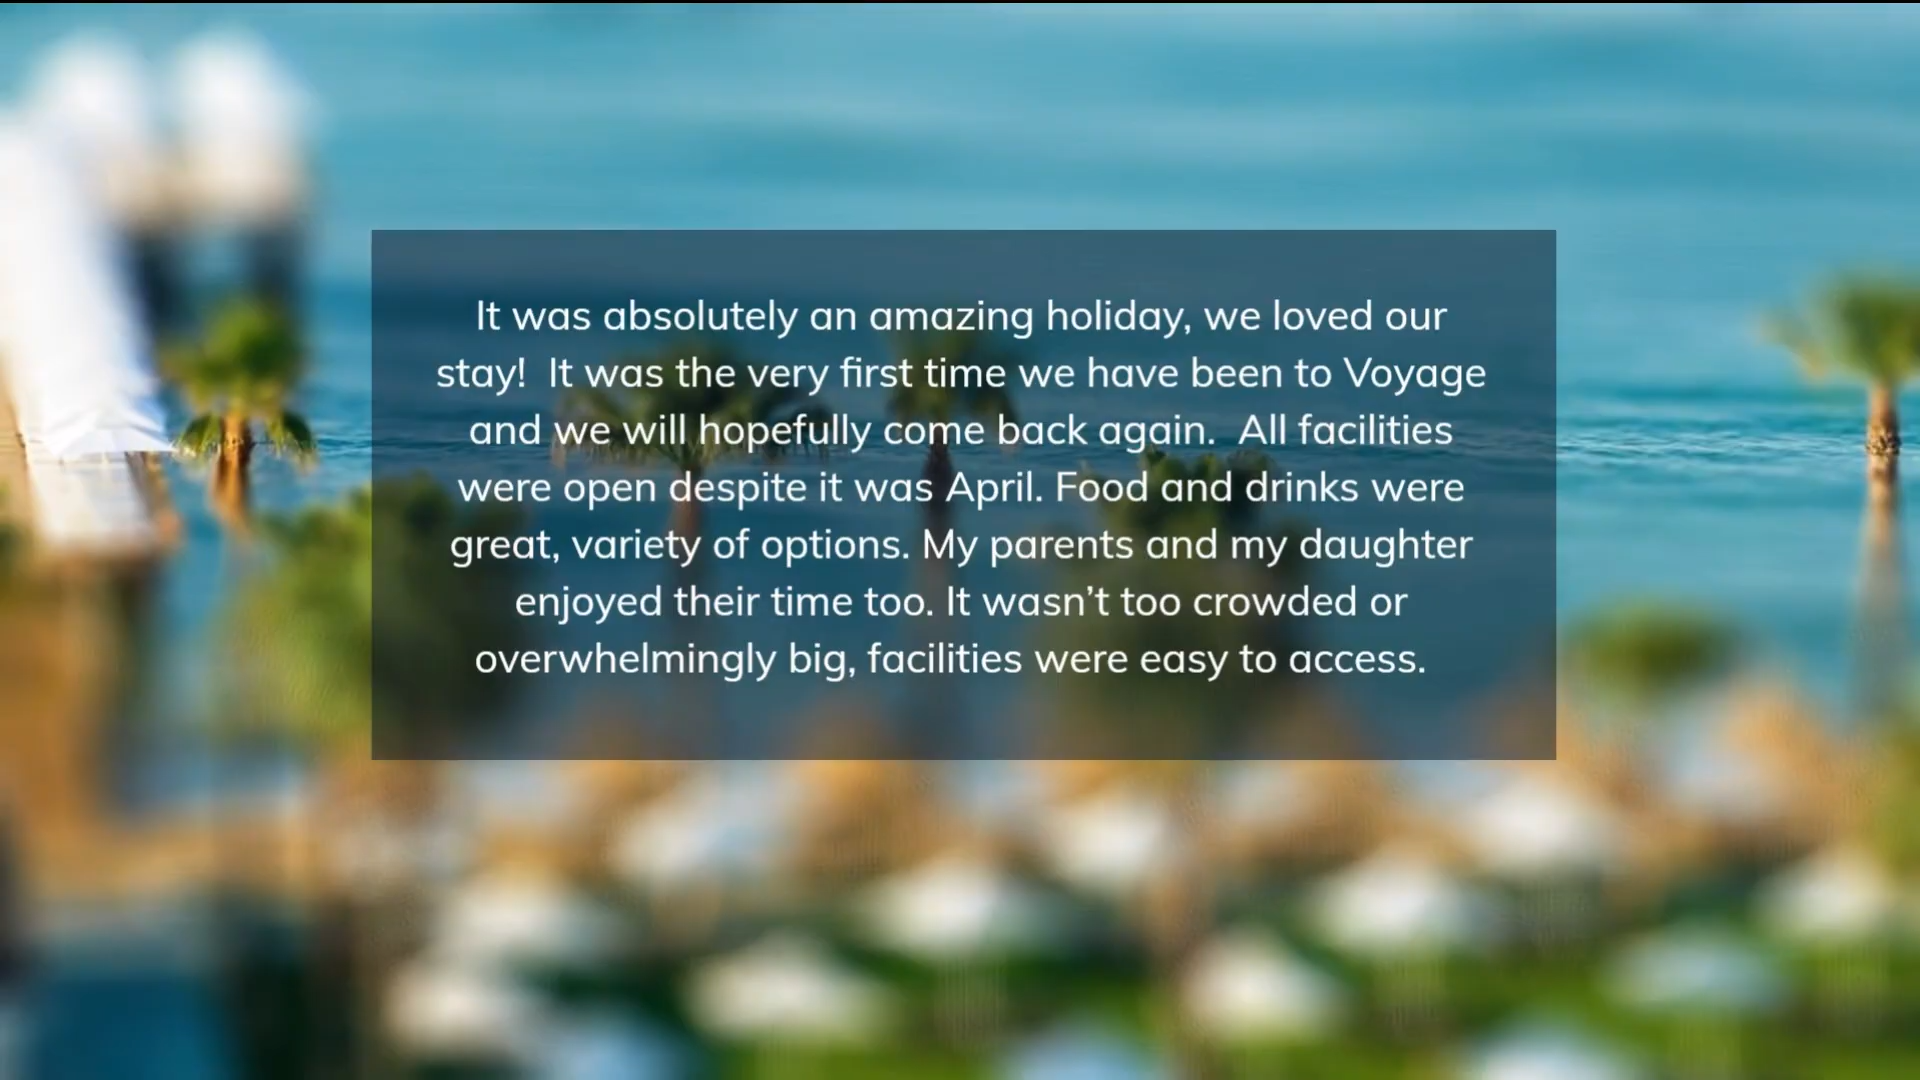 It was absolutely an amazing holiday, we loved our
stay!  It was the very first time we have been to Voyage
and we will hopefully come back again.  All facilities
were open despite it was April. Food and drinks were
great, variety of options. My parents and my daughter
enjoyed their time too. It wasn’t too crowded or
overwhelmingly big, facilities were easy to access.